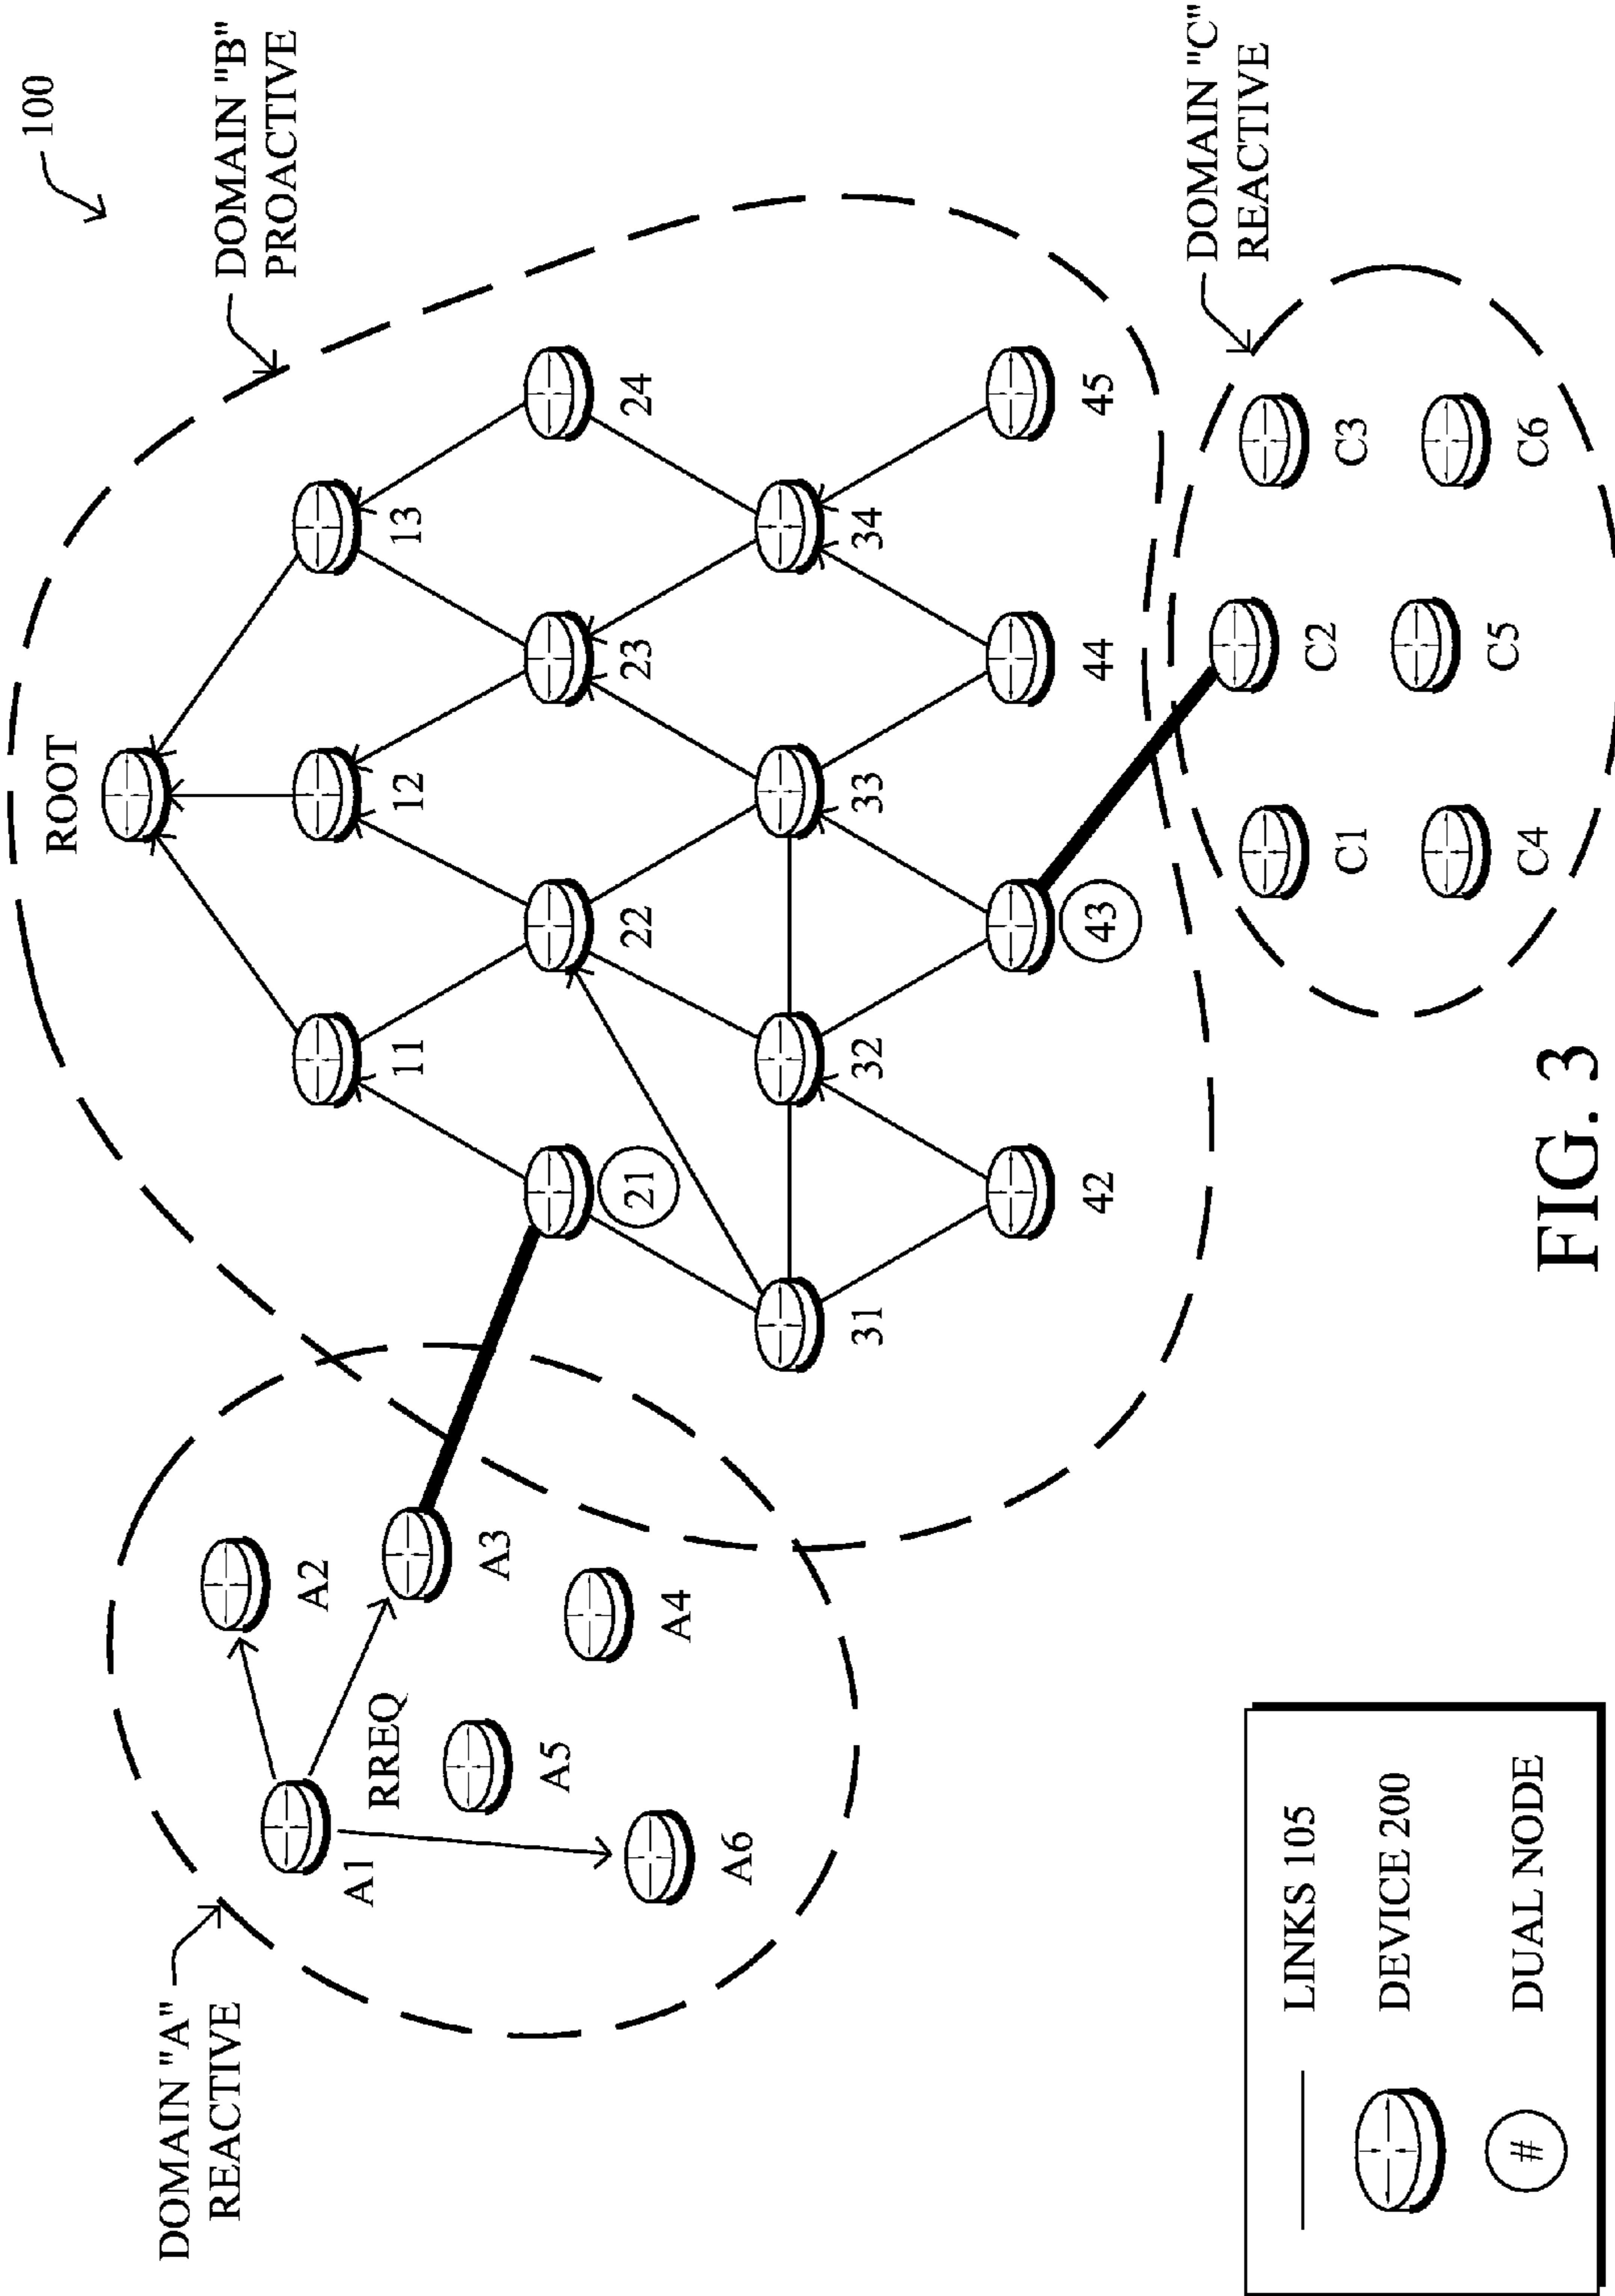 100
DOMAIN "A"
REACTIVE
DOMAIN "B"
PROACTIVE
ROOT
A1
A2
RREQ
A3
A5
A4
A6
11
12
13
21
22
23
24
31
32
33
34
42
43
44
45
DOMAIN "C"
REACTIVE
C1
C2
C3
C4
C5
C6
LINKS 105
DEVICE 200
# DUAL NODE
FIG. 3